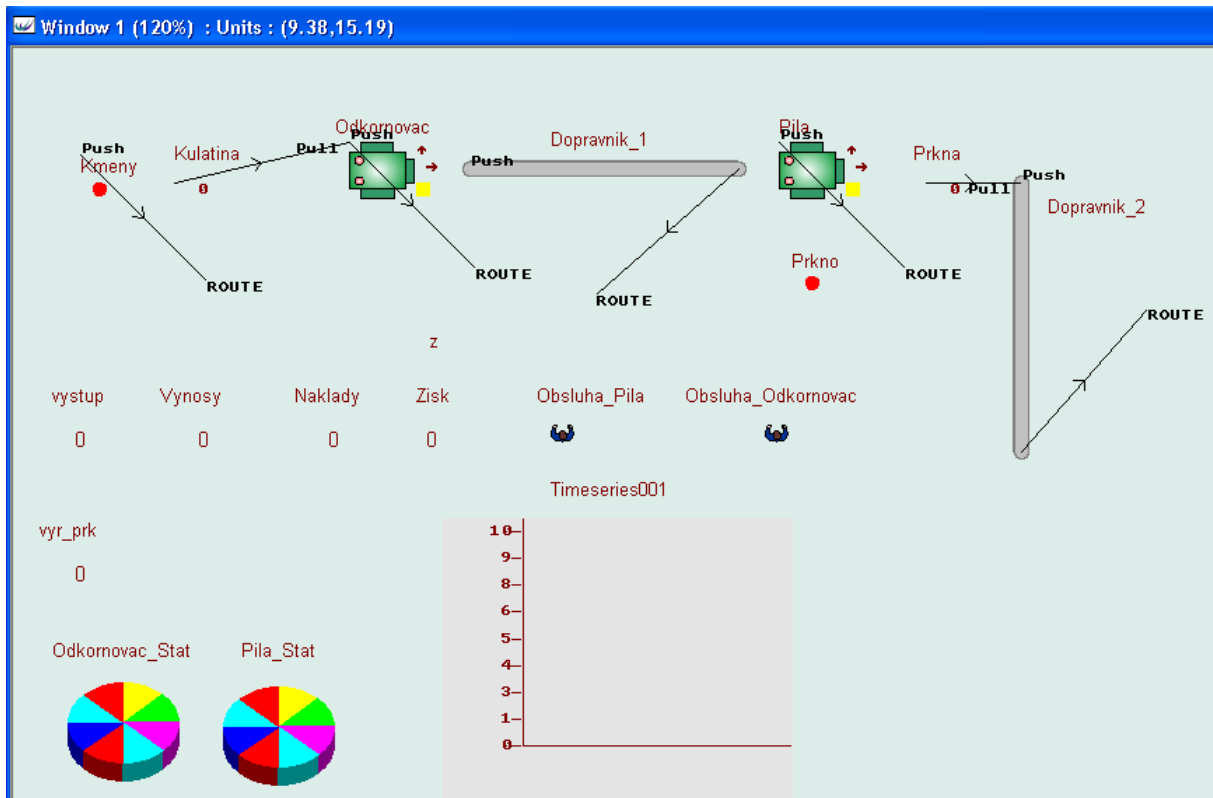 Window 1 (120%) : Units : (9.38,15.19)
Push
Kmeny
Kulatina
0
Pull
Odkornovac
Push
Push
Dopravnik_1
Pila
Push
Prkna
0
Pull
Push
Dopravnik_2
ROUTE
ROUTE
ROUTE
Prkno
ROUTE
ROUTE
z
vystup
Vynosy
Naklady
Zisk
Obsluha_Pila
Obsluha_Odkornovac
0
0
0
0
Timeseries001
vyr_prk
0
10
9
8
6
5
4
3
1
0
Odkornovac_Stat
Pila_Stat